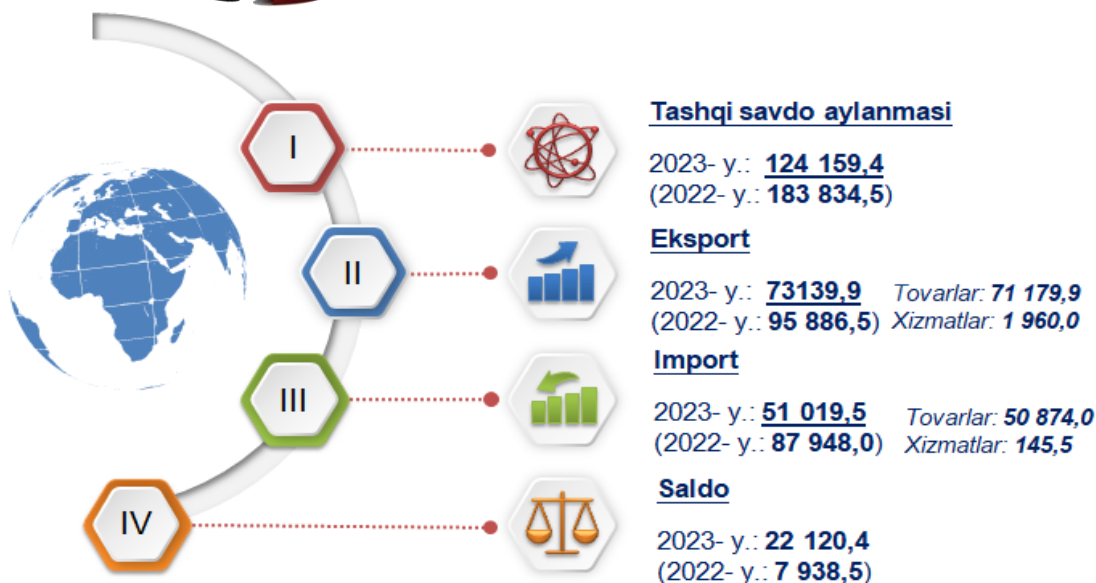 I
Tashqi savdo aylanmasi
2023- y.: 124 159,4
(2022- y.: 183 834,5)
II
Eksport
2023- y.: 73139,9 Tovarlar: 71 179,9
(2022- y.: 95 886,5) Xizmatlar: 1 960,0
III
Import
2023- y.: 51 019,5 Tovarlar: 50 874,0
(2022- y.: 87 948,0) Xizmatlar: 145,5
IV
Saldo
2023- y.: 22 120,4
(2022- y.: 7 938,5)